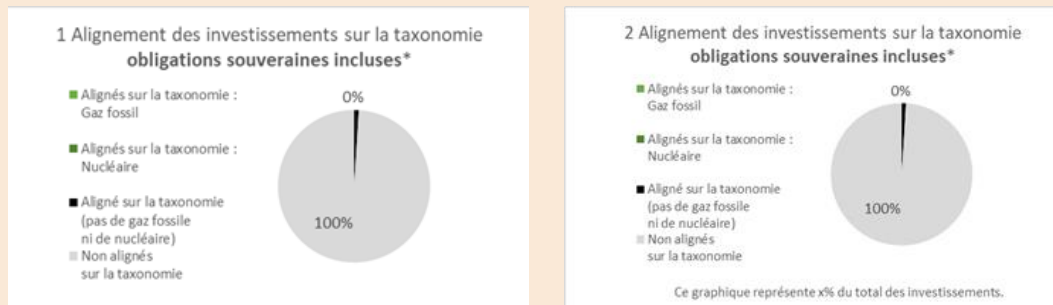 1 Alignement des investissements sur la taxonomie
obligations souveraines incluses*
Alignés sur la taxonomie :
Gaz fossil
Alignés sur la taxonomie :
Nucléaire
Aligné sur la taxonomie
(pas de gaz fossile
ni de nucléaire)
Non alignés
sur la taxonomie
0%
100%
2 Alignement des investissements sur la taxonomie
obligations souveraines incluses*
Alignés sur la taxonomie :
Gaz fossil
Alignés sur la taxonomie :
Nucléaire
Aligné sur la taxonomie
(pas de gaz fossile
ni de nucléaire)
Non alignés
sur la taxonomie
0%
100%
Ce graphique représente x% du total des investissements.